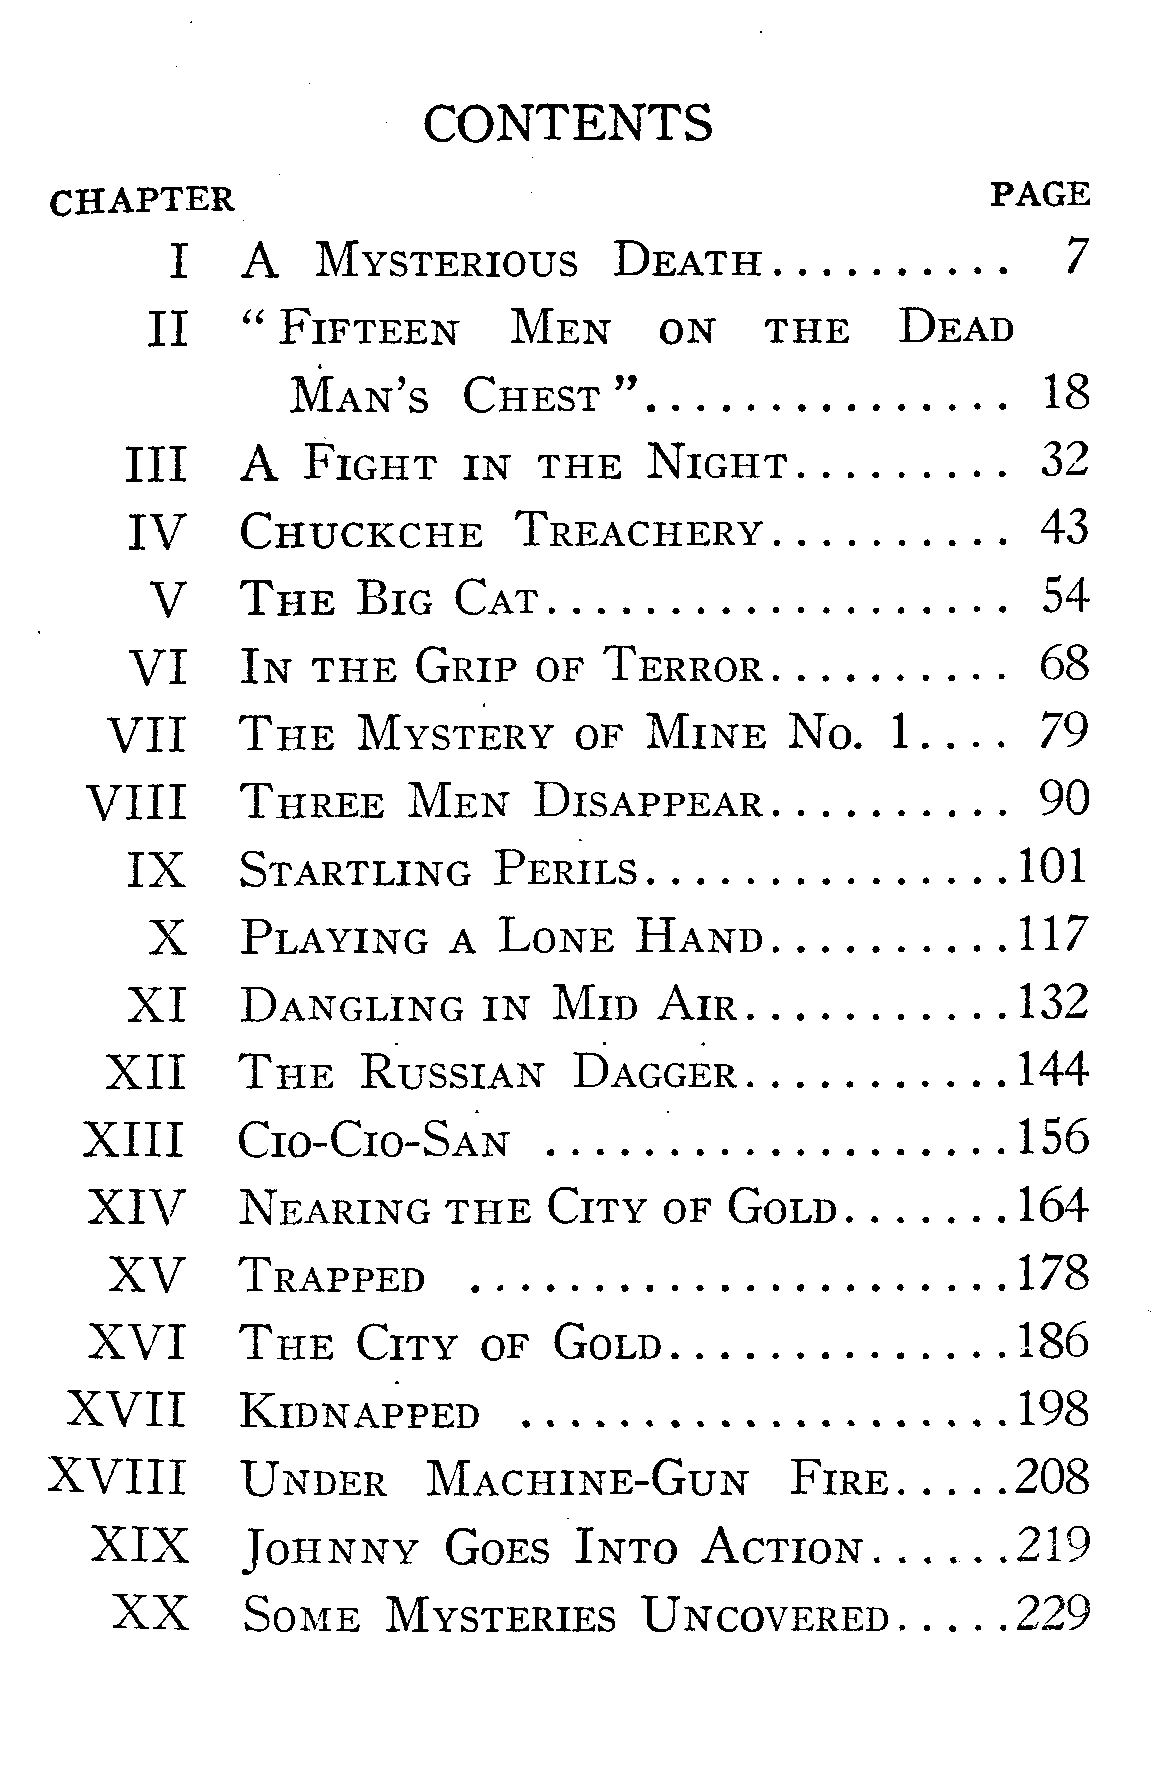 CONTENTS
CHAPTER PAGE
I A Mysterious Death.......... 7
II “Fifteen Men on the Dead
Man’s Chest”............... 18
III A Fight in the Night......... 32
IV Chuckche Treachery.......... 43
V The Big Cat................... 54
VI In the Grip of Terror.......... 68
VII The Mystery of Mine No. 1.... 79
VIII Three Men Disappear.......... 90
IX Startling Perils...............101
X Playing a Lone Hand..........117
XI Dangling in Mid Air...........132
XII The Russian Dagger...........144
XIII Cio-Cio-San ...................156
XIV Nearing the City of Gold.......164
XV Trapped ......................178
XVI The City of Gold..............186
XVII Kidnapped ....................198
XVIII Under Machine-Gun Fire.....208
XIX Johnny Goes Into Action......219
XX Some Mysteries Uncovered.....229